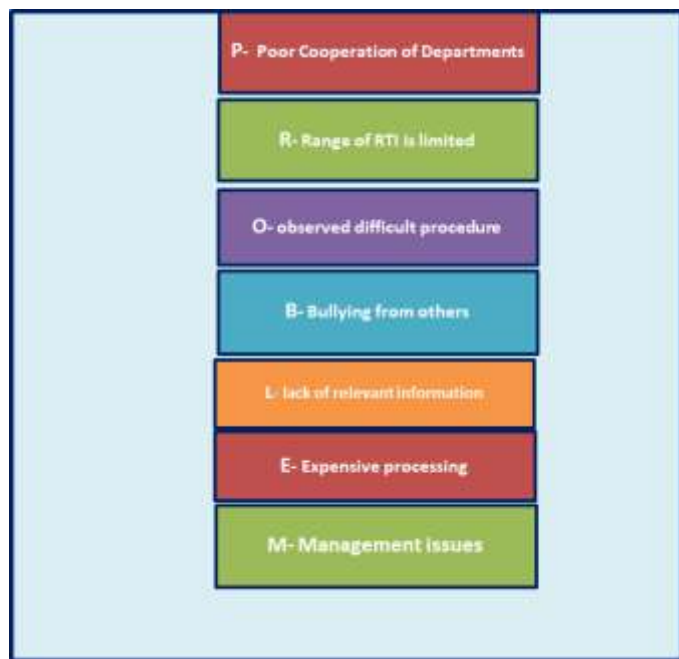 P- Poor Cooperation of Departments
R- Range of RTI is limited
O- observed difficult procedure
B- Bullying from others
L- lack of relevant information
E- Expensive processing
M- Management issues